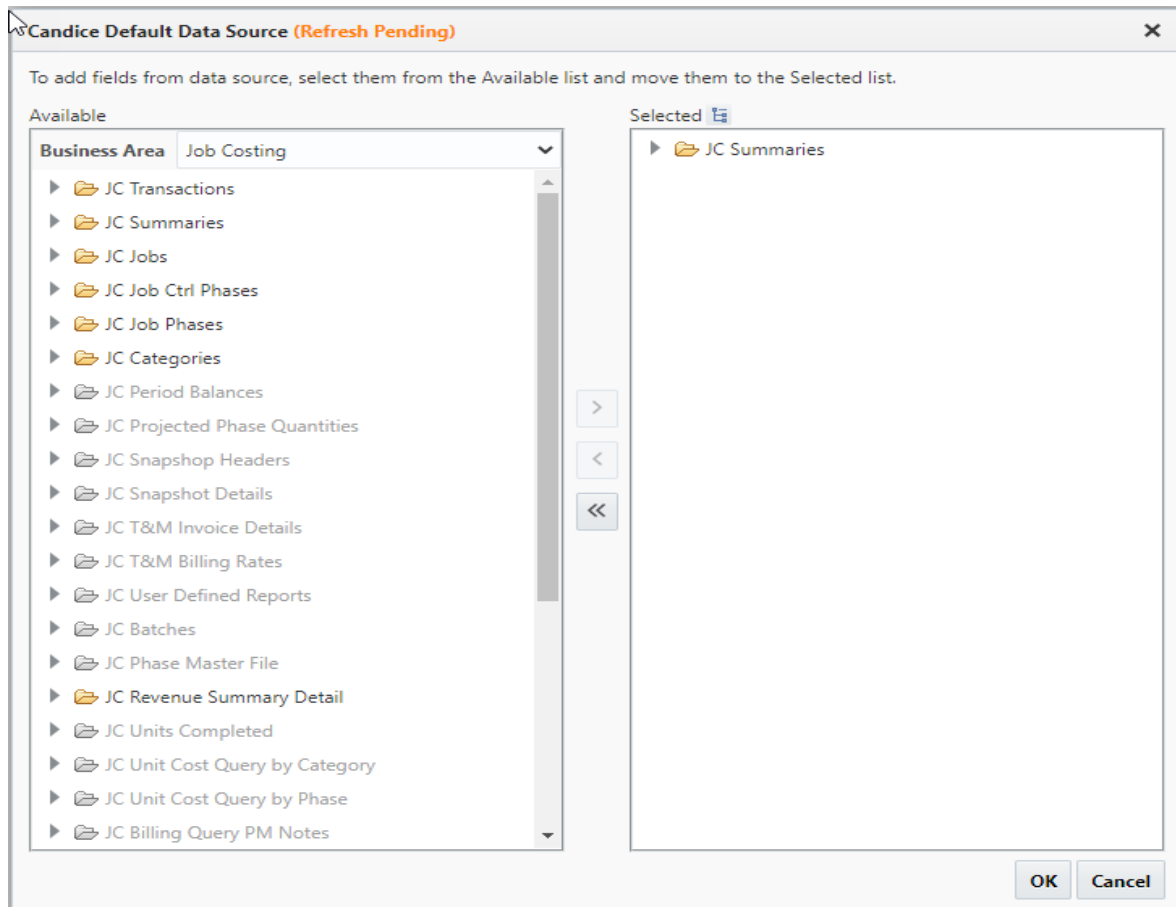 Candice Default Data Source (Refresh Pending)
To add fields from data source, select them from the Available list and move them to the Selected list.
Available
Business Area Job Costing
JC Transactions
JC Summaries
JC Jobs
JC Job Ctrl Phases
JC Job Phases
JC Categories
JC Period Balances
JC Projected Phase Quantities
JC Snapshop Headers
JC Snapshot Details
JC T&M Invoice Details
JC T&M Billing Rates
JC User Defined Reports
JC Batches
JC Phase Master File
JC Revenue Summary Detail
JC Units Completed
JC Unit Cost Query by Category
JC Unit Cost Query by Phase
JC Billing Query PM Notes
Selected
JC Summaries
OK Cancel